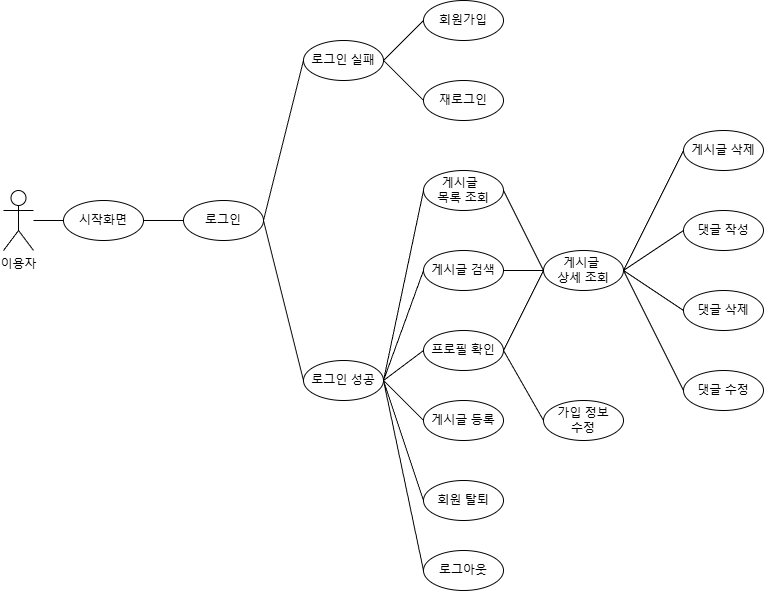 회원가입
로그인 실패
재로그인
게시글 삭제
게시글
목록 조회
시작화면
로그인
댓글 작성
이용자
게시글 검색
게시글
상세 조회
댓글 삭제
프로필 확인
로그인 성공
댓글 수정
게시글 등록
가입 정보
수정
회원 탈퇴
로그아웃